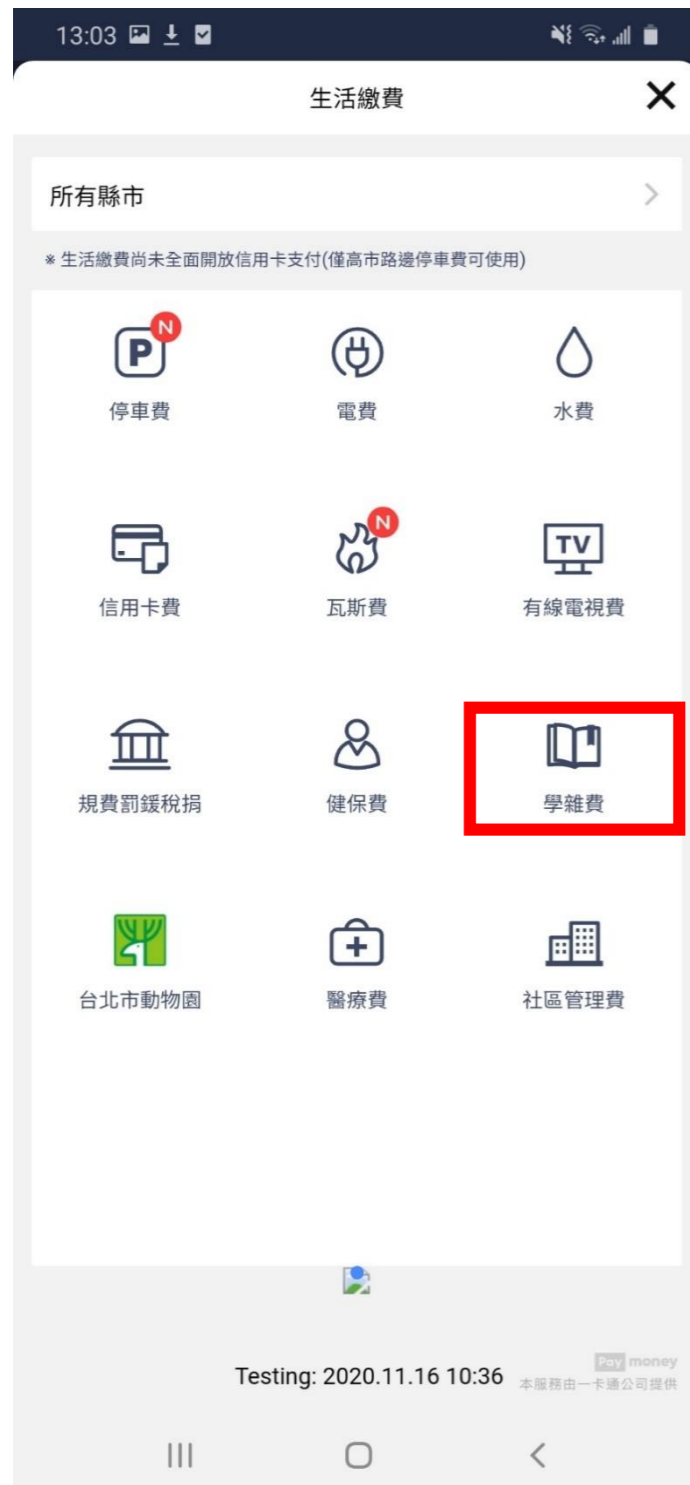 13:03
生活繳費
所有縣市
※ 生活繳費尚未全面開放信用卡支付(僅高市路邊停車費可使用)
P N
停車費 電費 水費
N TV
信用卡費 瓦斯費 有線電視費
規費罰鍰稅捐 健保費 學雜費
台北市動物園 醫療費 社區管理費
Testing: 2020.11.16 10:36
Pay money
本服務由一卡通公司提供